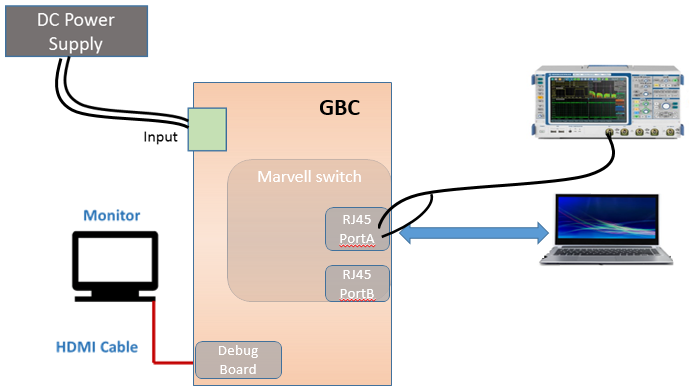 DC Power
Supply
GBC
Input
Marvell switch
Monitor
RJ45
PortA
RJ45
PortB
HDMI Cable
Debug
Board